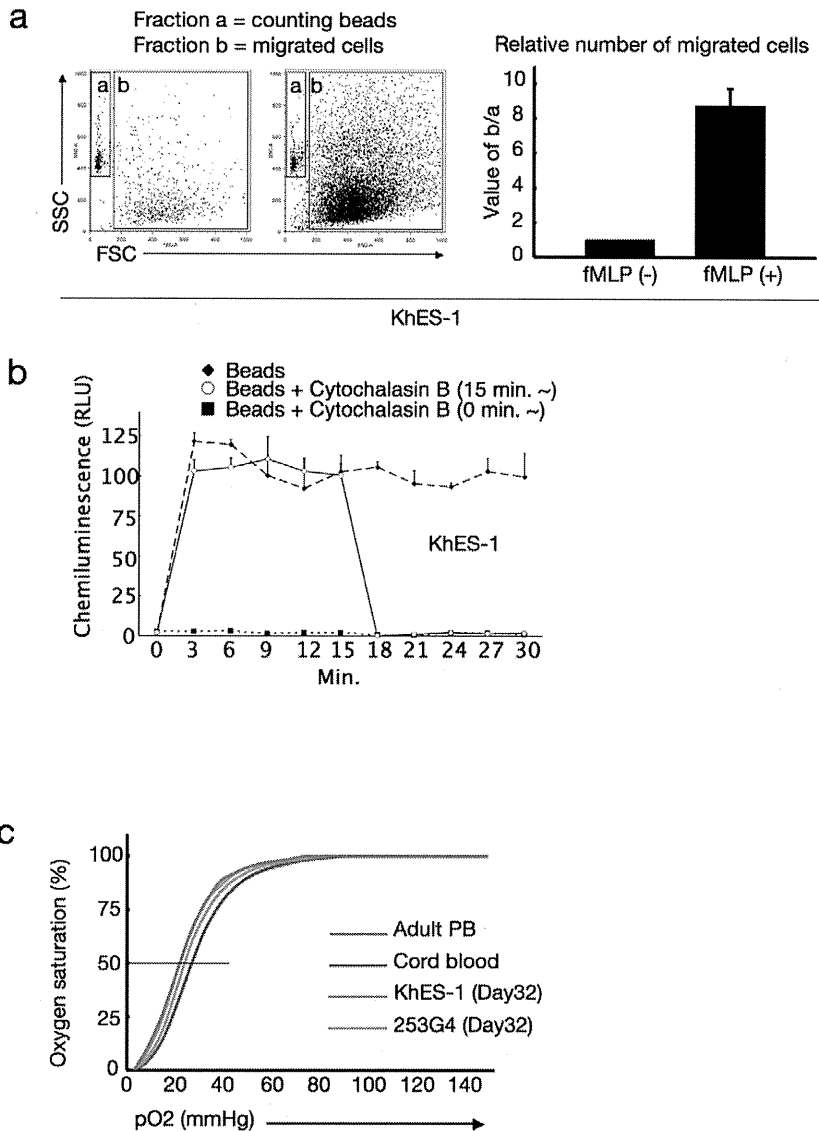 a
Fraction a = counting beads
Fraction b = migrated cells
Relative number of migrated cells
a b
a b
SSC
FSC
Value of b/a
10
8
6
4
2
0
fMLP (-) fMLP (+)
KhES-1
b
Beads
Beads + Cytochalasin B (15 min. ~)
Beads + Cytochalasin B (0 min. ~)
Chemiluminescence (RLU)
125
100
75
50
25
0
KhES-1
0 3 6 9 12 15 18 21 24 27 30
Min.
c
Oxygen saturation (%)
100
75
50
25
0
Adult PB
Cord blood
KhES-1 (Day32)
253G4 (Day32)
0 20 40 60 80 100 120 140
pO2 (mmHg)